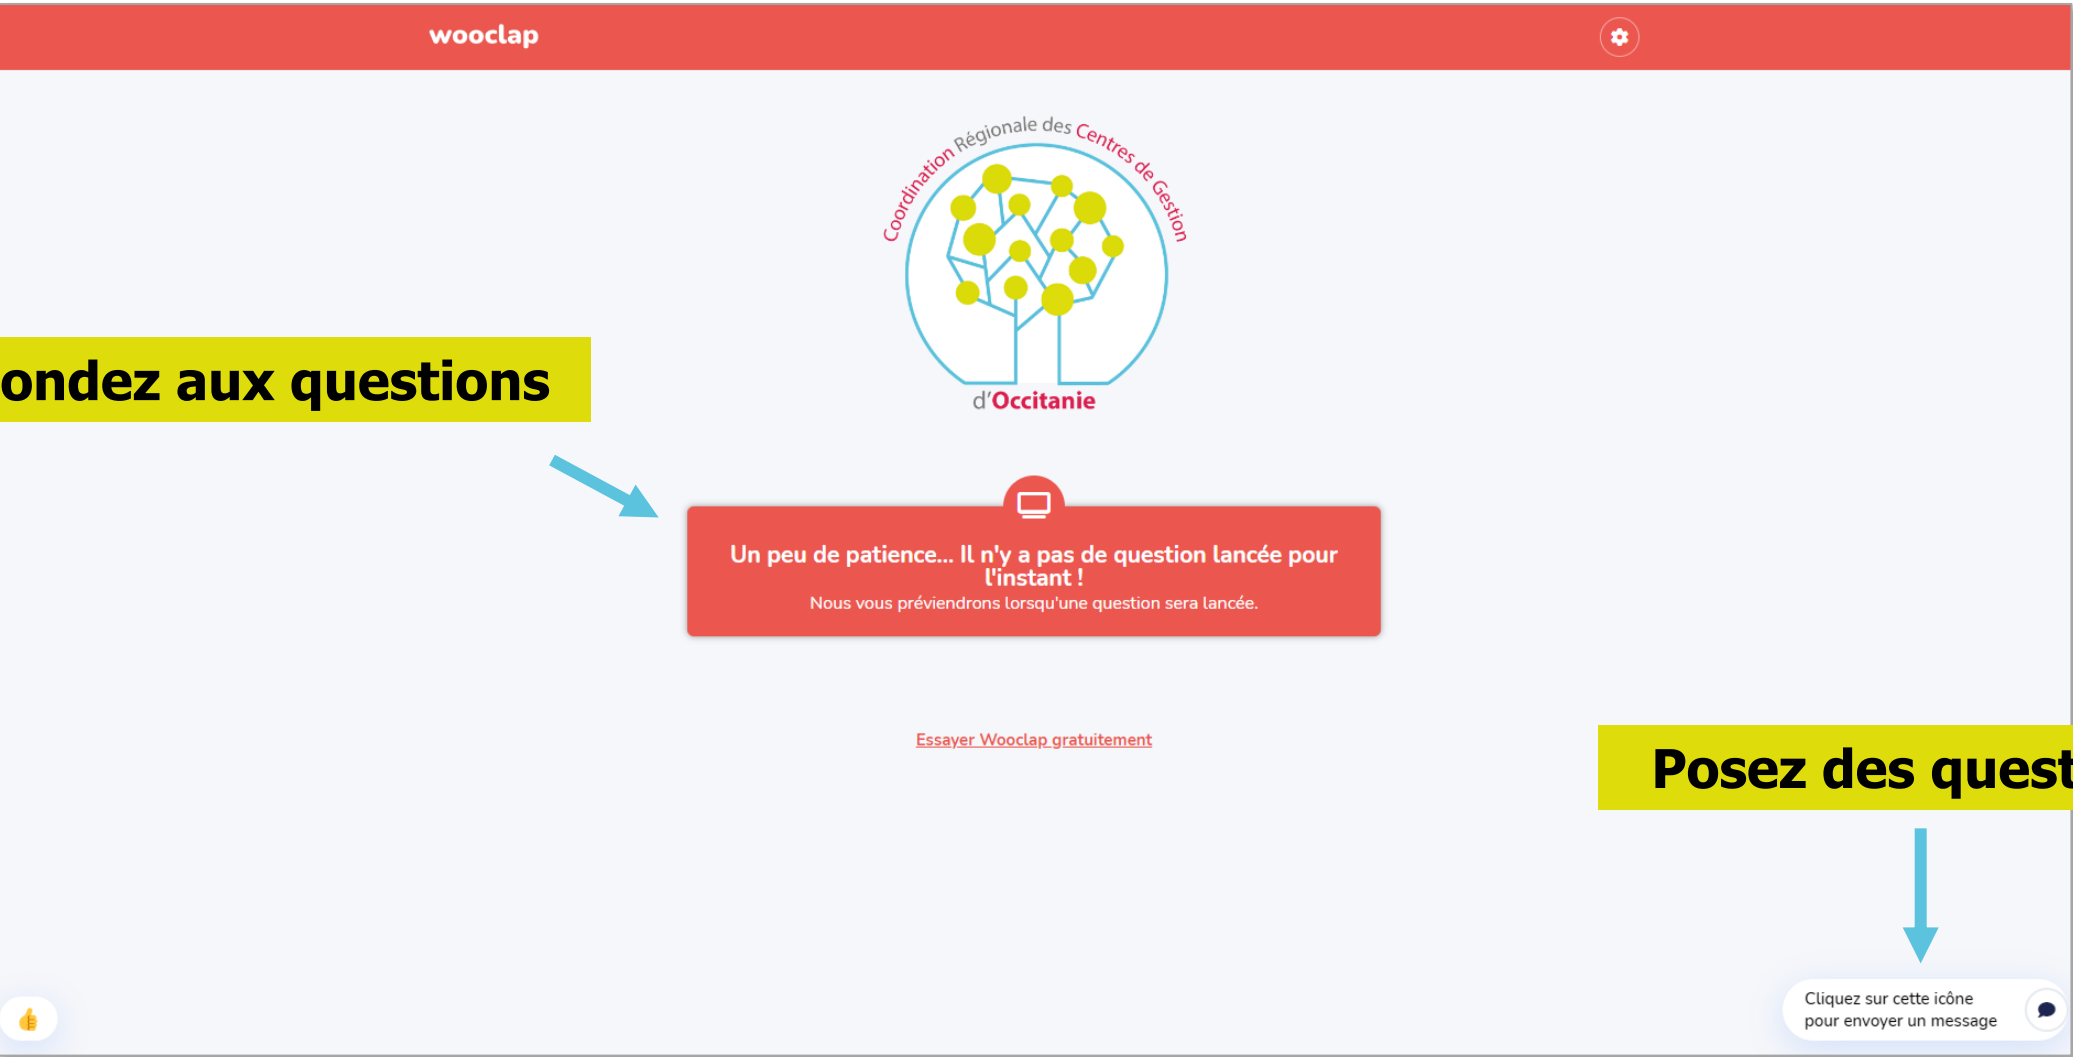 wooclap
Coordination Régionale des Centres de Gestion
d'Occitanie
ondez aux questions
Un peu de patience... Il n'y a pas de question lancée pour
l'instant !
Nous vous préviendrons lorsqu'une question sera lancée.
Essayer Wooclap gratuitement
Posez des quest
Cliquez sur cette icône
pour envoyer un message